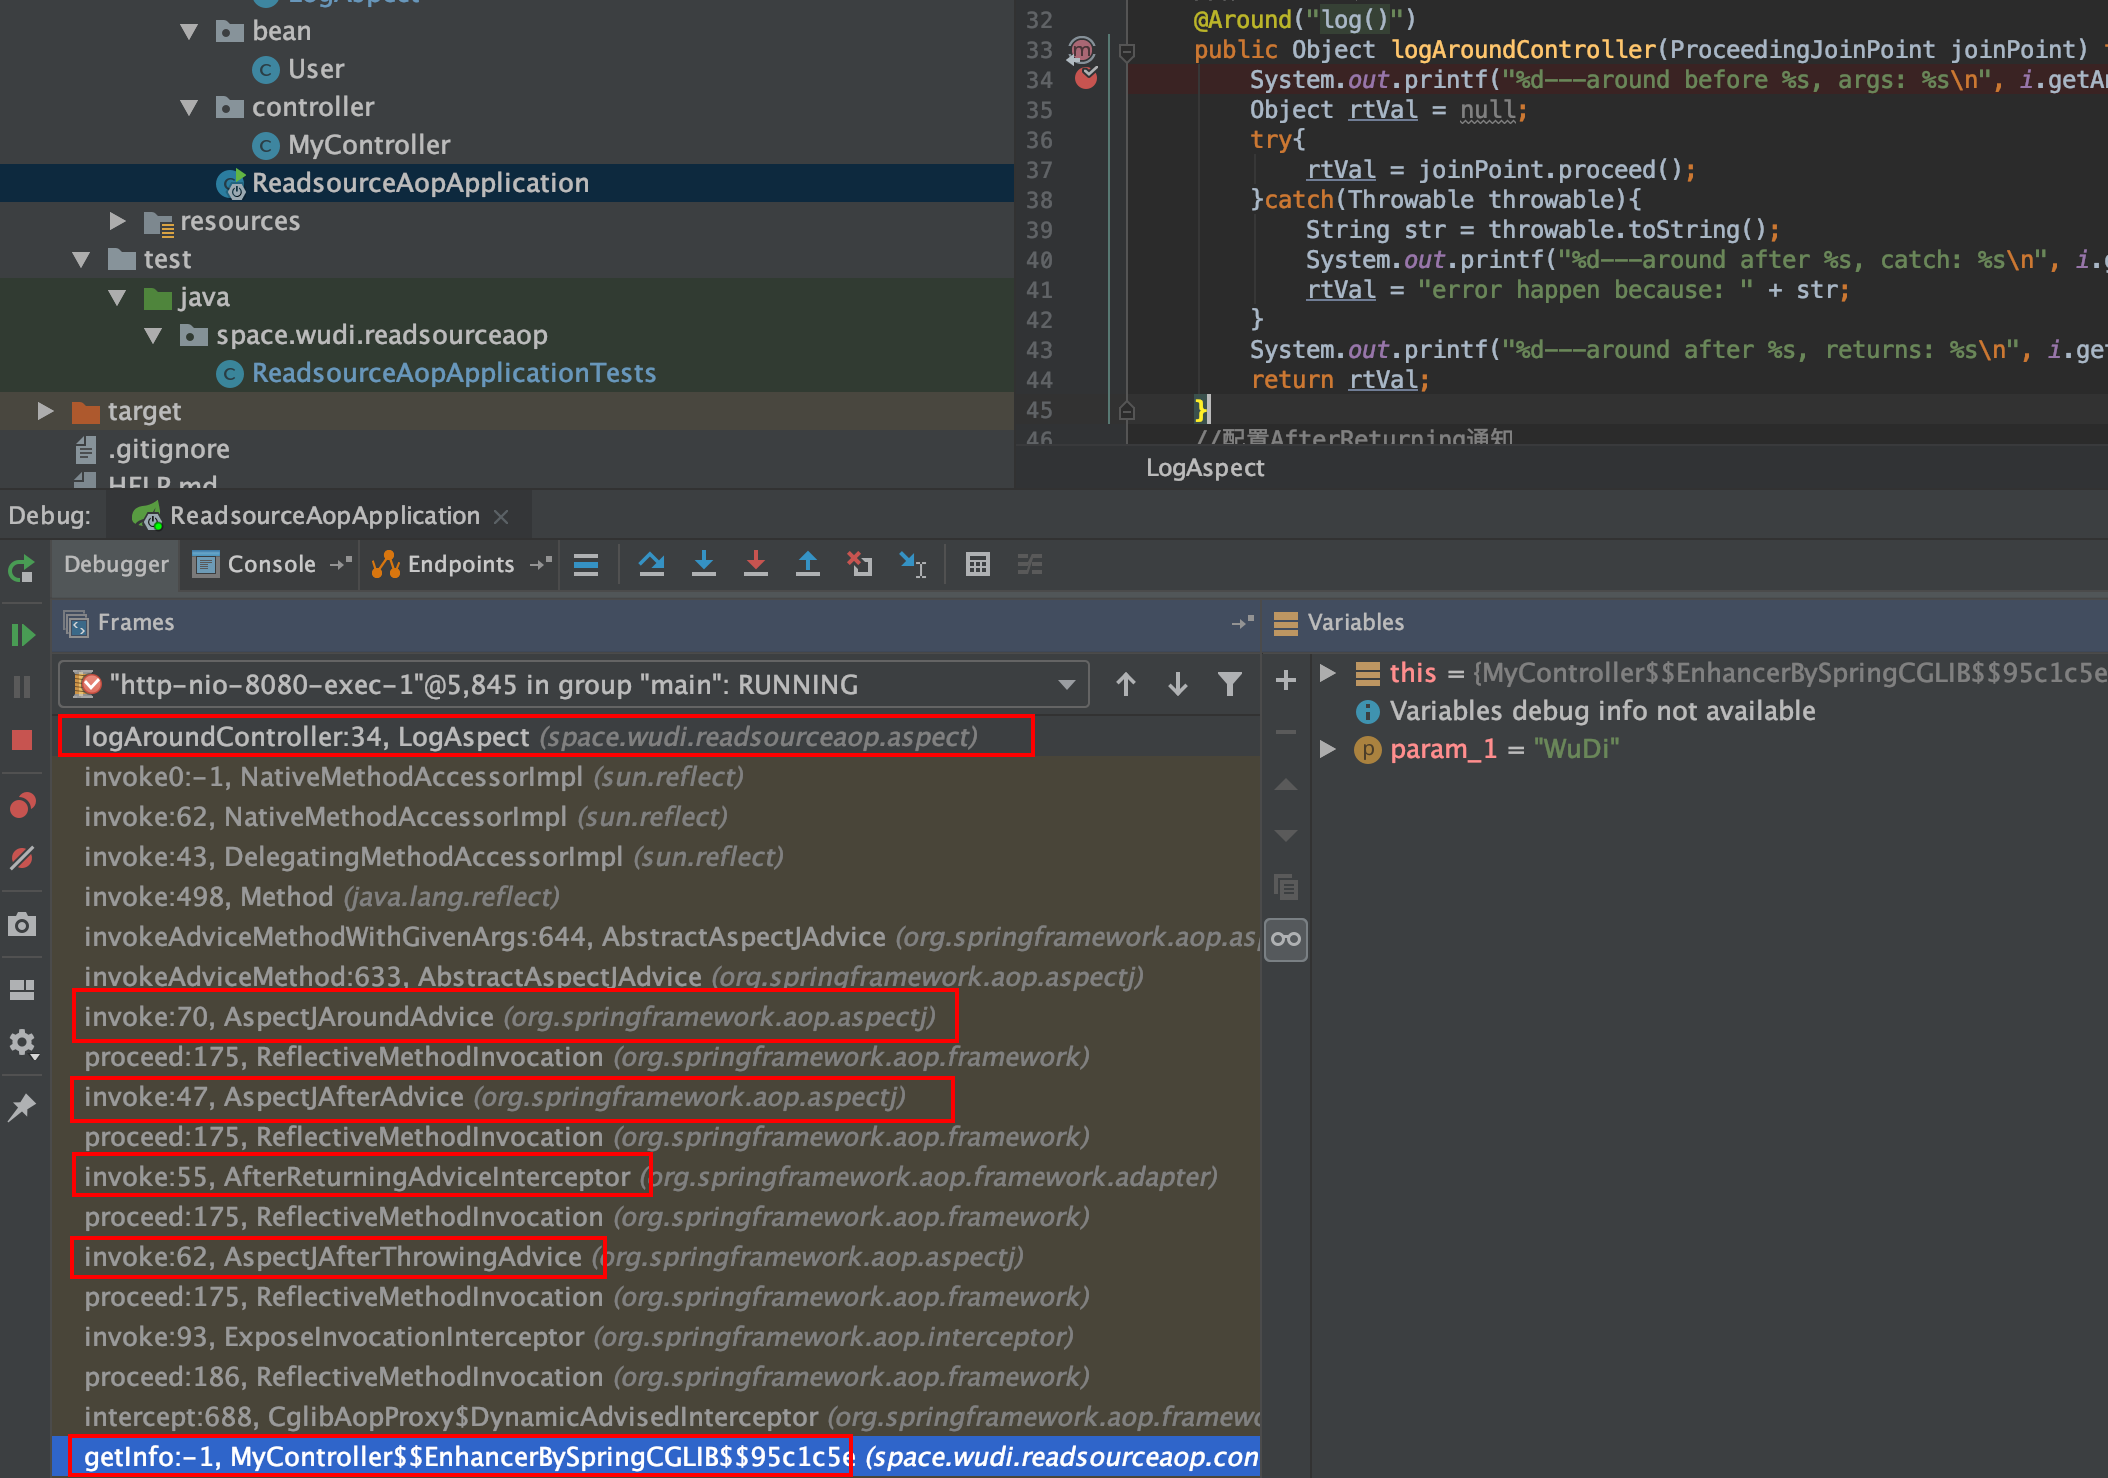 LogAspect
bean
User
controller
MyController
ReadsourceAopApplication
resources
test
java
space.wudi.readsourceaop
ReadsourceAopApplicationTests
target
.gitignore
HELP.md
32 @Around("log()")
33 public Object logAroundController(ProceedingJoinPoint joinPoint)
34 System.out.printf("%d---around before %s, args: %s\n", i.getA
35 Object rtVal = null;
36 try{
37 rtVal = joinPoint.proceed();
38 }catch(Throwable throwable){
39 String str = throwable.toString();
40 System.out.printf("%d---around after %s, catch: %s\n", i.g
41 rtVal = "error happen because: " + str;
42 }
43 System.out.printf("%d---around after %s, returns: %s\n", i.get
44 return rtVal;
45 }
46 //配置AfterReturning通知
LogAspect
Debug: ReadsourceAopApplication
Debugger Console Endpoints
Frames
"http-nio-8080-exec-1"@5,845 in group "main": RUNNING
logAroundController:34, LogAspect (space.wudi.readsourceaop.aspect)
invoke0:-1, NativeMethodAccessorImpl (sun.reflect)
invoke:62, NativeMethodAccessorImpl (sun.reflect)
invoke:43, DelegatingMethodAccessorImpl (sun.reflect)
invoke:498, Method (java.lang.reflect)
invokeAdviceMethodWithGivenArgs:644, AbstractAspectJAdvice (org.springframework.aop.asp
invokeAdviceMethod:633, AbstractAspectJAdvice (org.springframework.aop.aspectj)
invoke:70, AspectJAroundAdvice (org.springframework.aop.aspectj)
proceed:175, ReflectiveMethodInvocation (org.springframework.aop.framework)
invoke:47, AspectJAfterAdvice (org.springframework.aop.aspectj)
proceed:175, ReflectiveMethodInvocation (org.springframework.aop.framework)
invoke:55, AfterReturningAdviceInterceptor (org.springframework.aop.framework.adapter)
proceed:175, ReflectiveMethodInvocation (org.springframework.aop.framework)
invoke:62, AspectJAfterThrowingAdvice (org.springframework.aop.aspectj)
proceed:175, ReflectiveMethodInvocation (org.springframework.aop.framework)
invoke:93, ExposeInvocationInterceptor (org.springframework.aop.interceptor)
proceed:186, ReflectiveMethodInvocation (org.springframework.aop.framework)
intercept:688, CglibAopProxy$DynamicAdvisedInterceptor (org.springframework.aop.framewo
getInfo:-1, MyController$$EnhancerBySpringCGLIB$$95c1c5e (space.wudi.readsourceaop.con
Variables
this = {MyController$$EnhancerBySpringCGLIB$$95c1c5e
Variables debug info not available
param_1 = "WuDi"